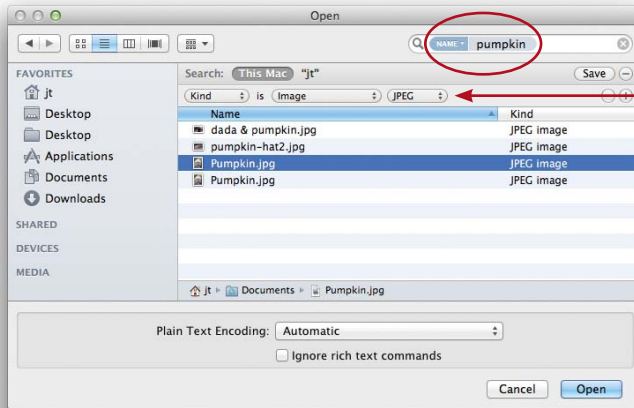 Open
NAME pumpkin
FAVORITES
jt
Desktop
Desktop
Applications
Documents
Downloads
SHARED
DEVICES
MEDIA
Search: This Mac "jt" Save
Kind is Image JPEG
Name Kind
dada & pumpkin.jpg JPEG image
pumpkin-hat2.jpg JPEG image
Pumpkin.jpg JPEG image
Pumpkin.jpg JPEG image
jt Documents Pumpkin.jpg
Plain Text Encoding: Automatic
Ignore rich text commands
Cancel Open